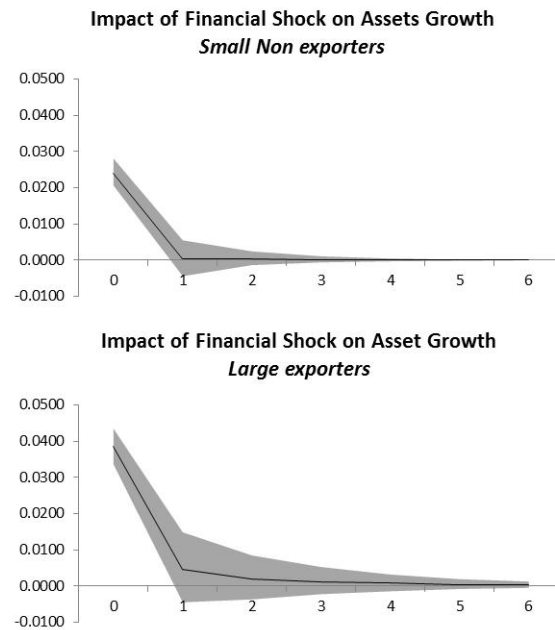 Impact of Financial Shock on Assets Growth
Small Non exporters
0.0500
0.0400
0.0300
0.0200
0.0100
0.0000
-0.0100
0 1 2 3 4 5 6
Impact of Financial Shock on Asset Growth
Large exporters
0.0500
0.0400
0.0300
0.0200
0.0100
0.0000
-0.0100
0 1 2 3 4 5 6